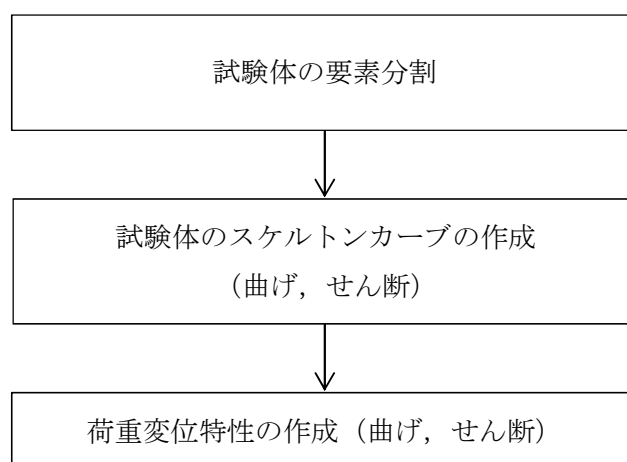 試験体の要素分割
試験体のスケルトンカーブの作成
（曲げ，せん断）
荷重変位特性の作成（曲げ，せん断）